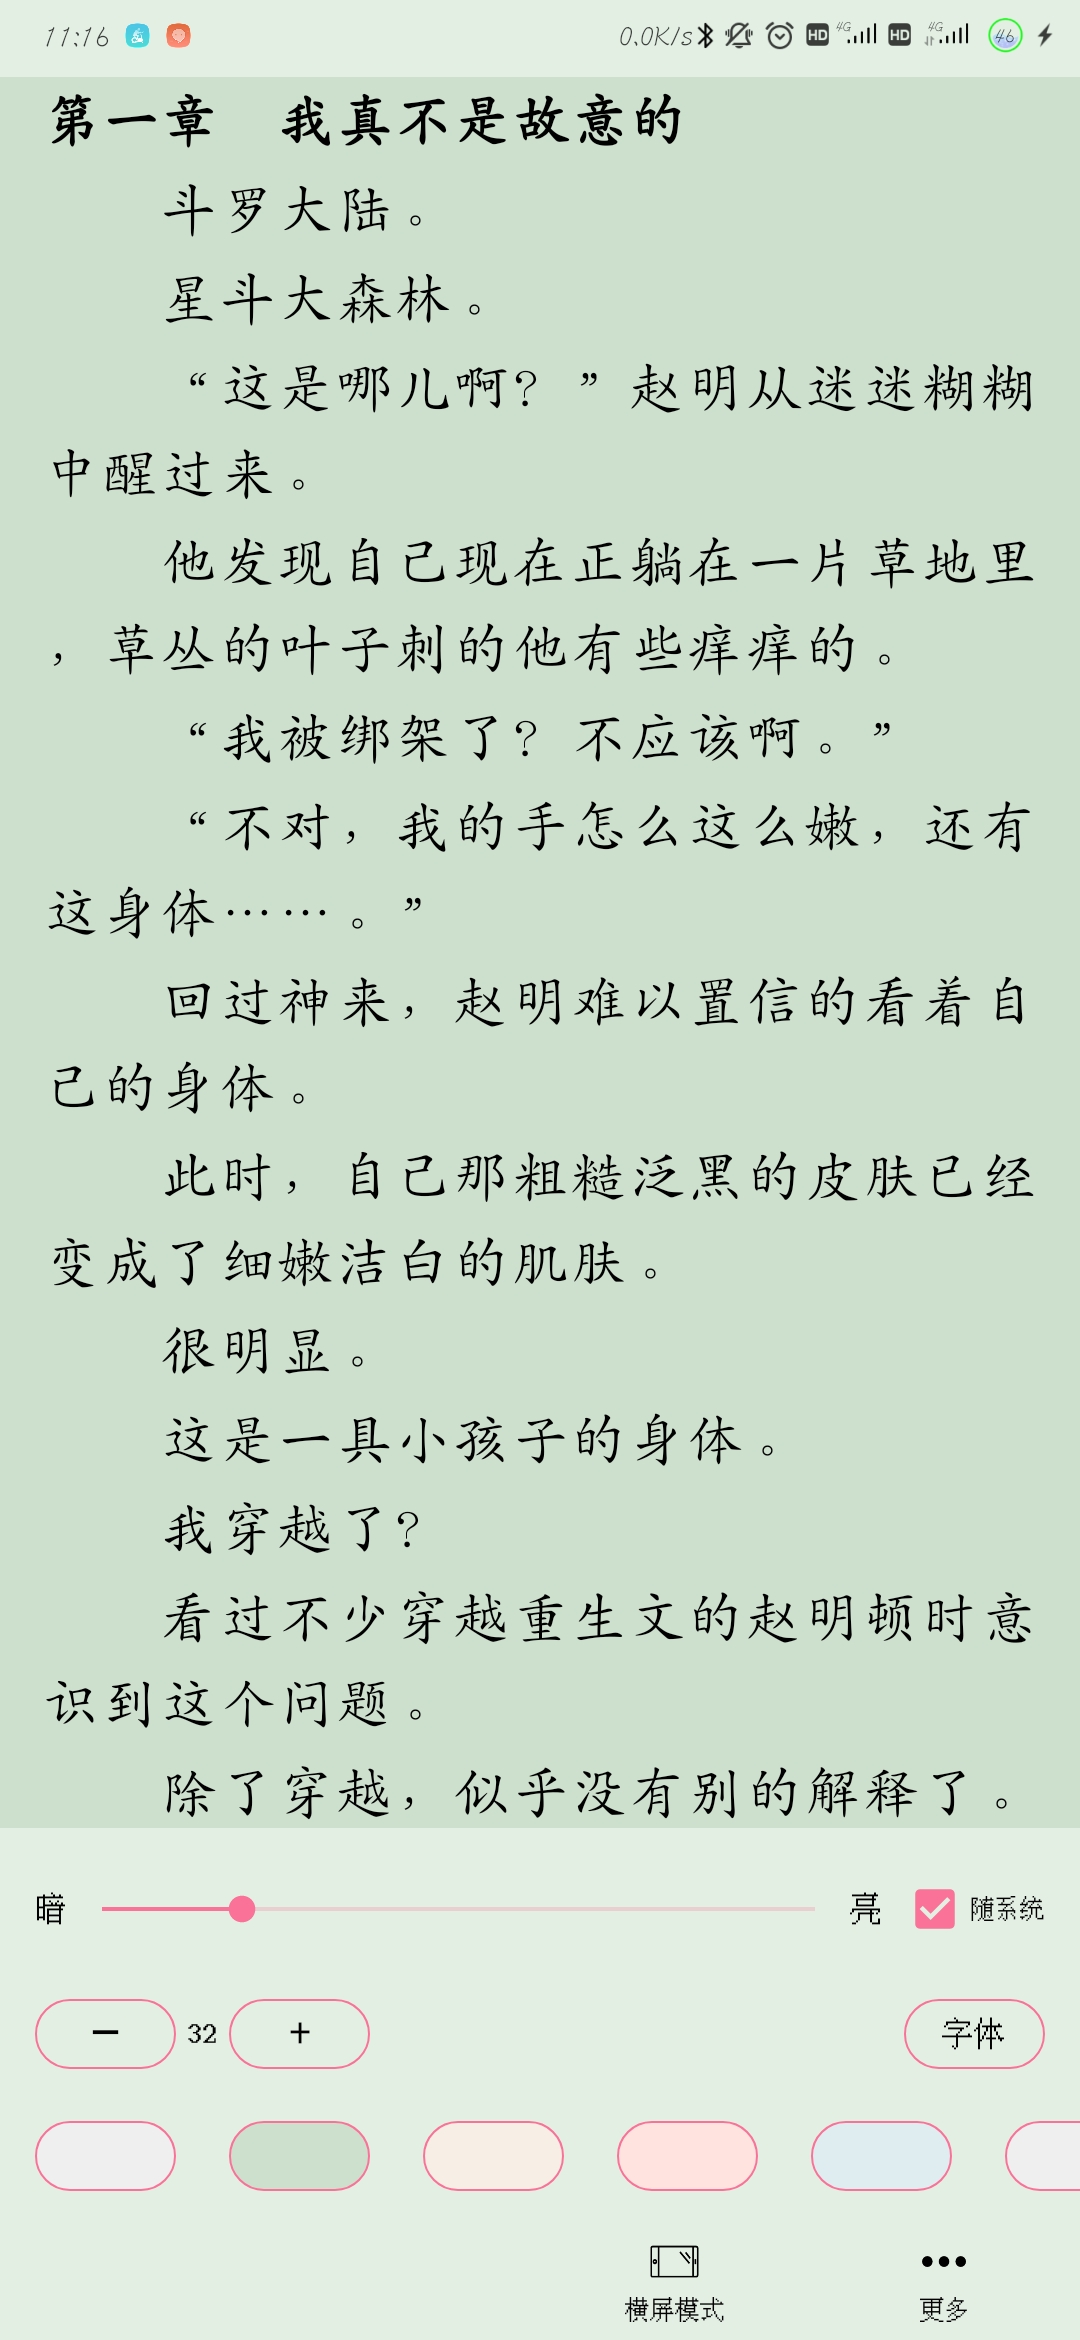 11:16 0.0K/s HD 4G HD 4G 46
第一章 我真不是故意的
斗罗大陆。
星斗大森林。
“这是哪儿啊？”赵明从迷迷糊糊
中醒过来。
他发现自己现在正躺在一片草地里
，草丛的叶子刺的他有些痒痒的。
“我被绑架了？不应该啊。”
“不对，我的手怎么这么嫩，还有
这身体……。”
回过神来，赵明难以置信的看着自
己的身体。
此时，自己那粗糙泛黑的皮肤已经
变成了细嫩洁白的肌肤。
很明显。
这是一具小孩子的身体。
我穿越了？
看过不少穿越重生文的赵明顿时意
识到这个问题。
除了穿越，似乎没有别的解释了。
暗 亮 随系统
− 32 + 字体
横屏模式 更多